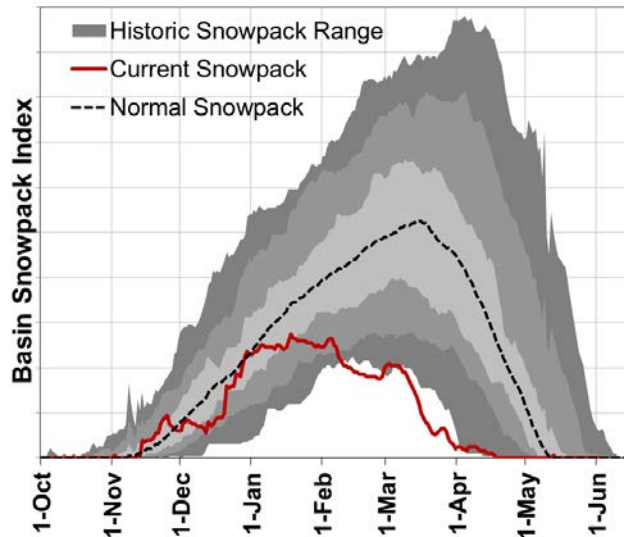 Historic Snowpack Range
Current Snowpack
Normal Snowpack
Basin Snowpack Index
1-Oct
1-Nov
1-Dec
1-Jan
1-Feb
1-Mar
1-Apr
1-May
1-Jun